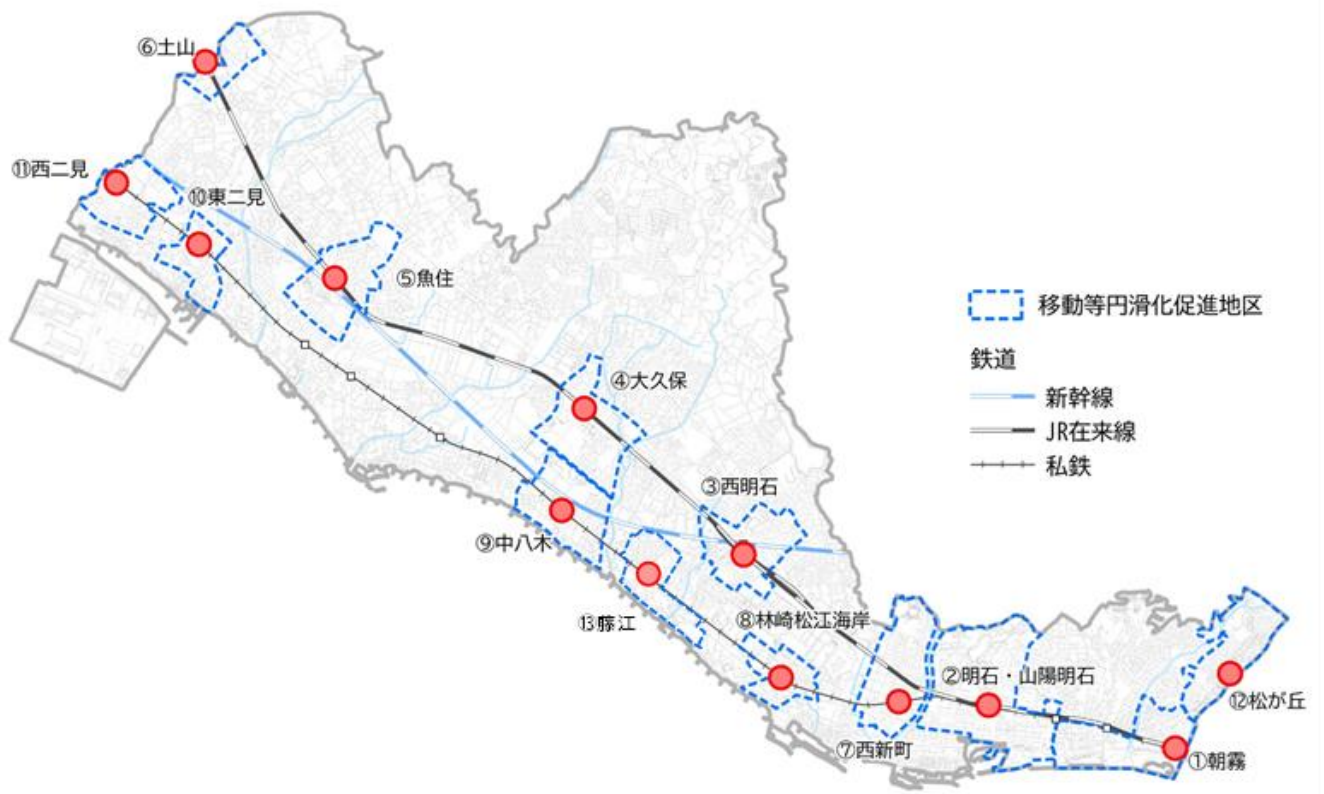 ⑥土山
⑪西二見
⑩東二見
⑤魚住
移動等円滑化促進地区
鉄道
④大久保
新幹線
JR在来線
私鉄
③西明石
⑨中八木
⑬藤江
⑧林崎松江海岸
②明石・山陽明石
⑫松が丘
⑦西新町
①朝霧